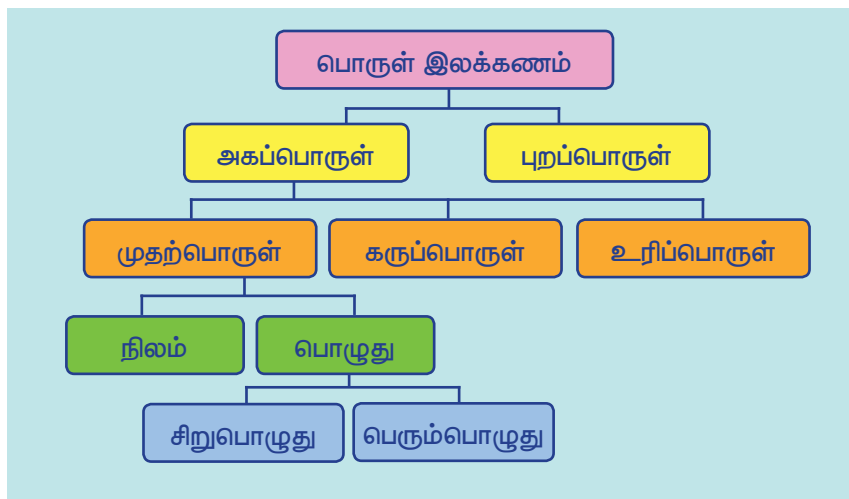 பொருள் இலக்கணம்
அகப்பொருள்
புறப்பொருள்
முதற்பொருள்
கருப்பொருள்
உரிப்பொருள்
நிலம்
பொழுது
சிறுபொழுது
பெரும்பொழுது